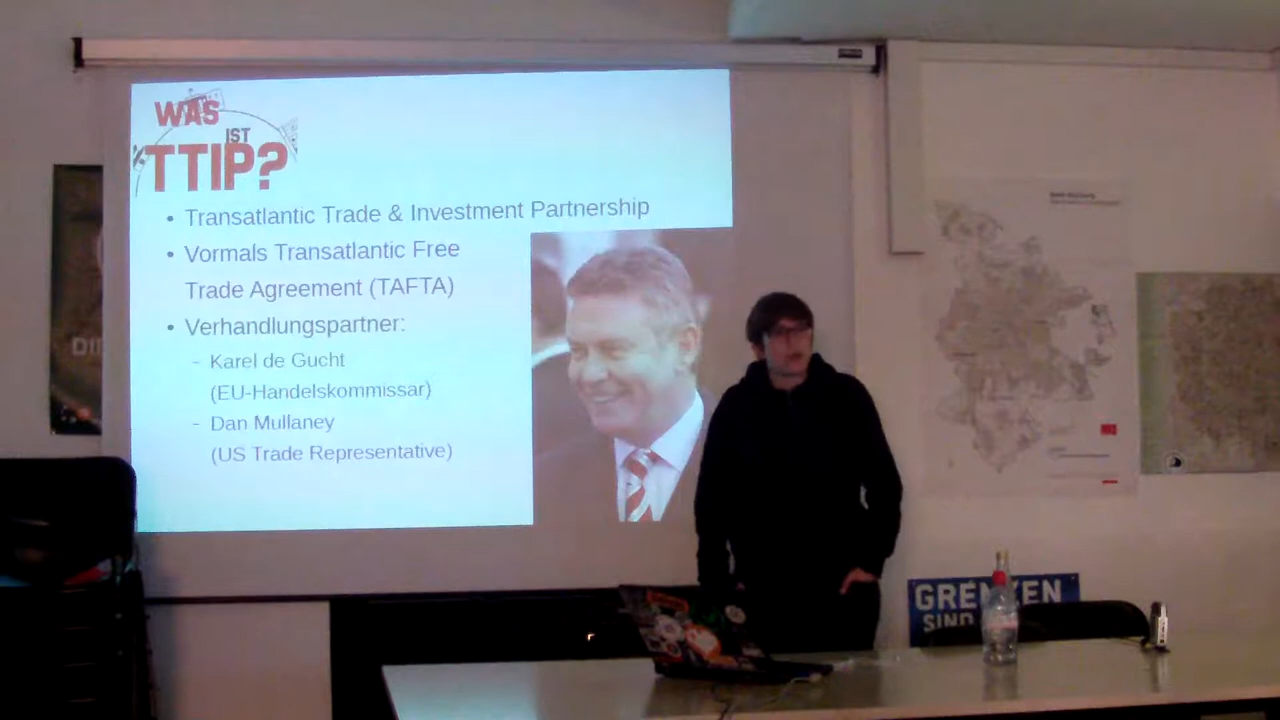 WAS
IST
TTIP?
• Transatlantic Trade & Investment Partnership
• Vormals Transatlantic Free
Trade Agreement (TAFTA)
• Verhandlungspartner:
- Karel de Gucht
(EU-Handelskommissar)
- Dan Mullaney
(US Trade Representative)
DIE
GRENZEN
SIND